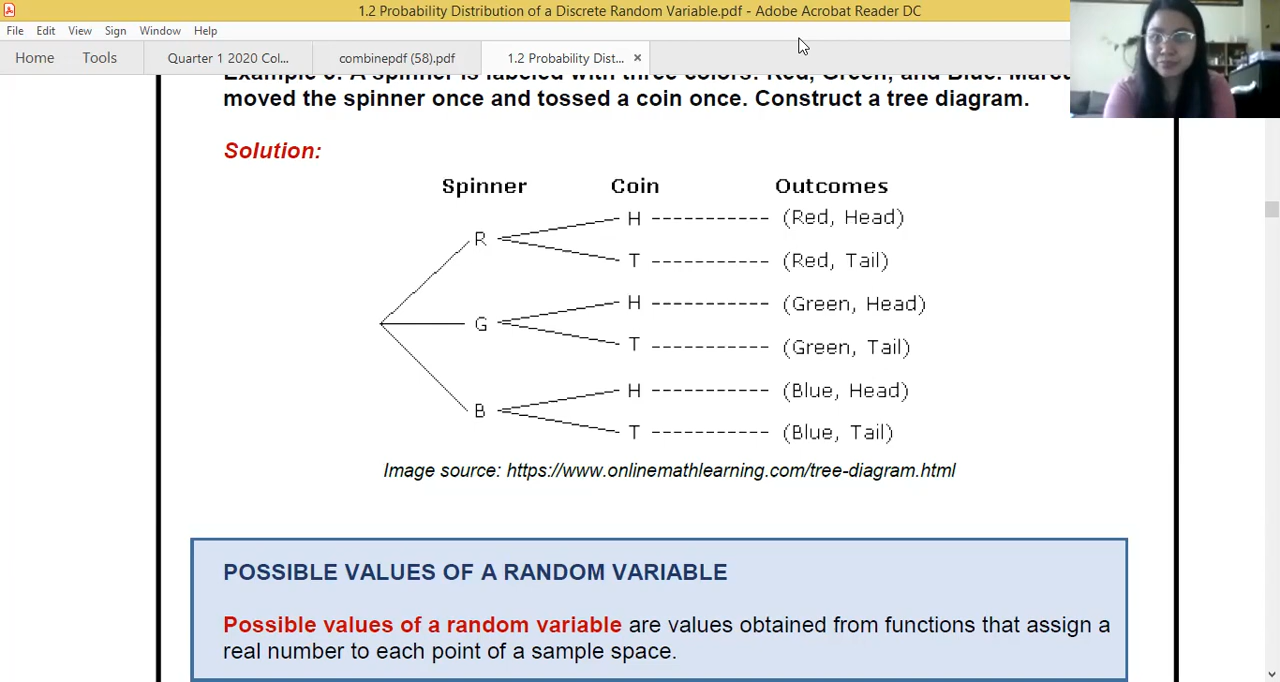 1.2 Probability Distribution of a Discrete Random Variable.pdf - Adobe Acrobat Reader DC
File Edit View Sign Window Help
Home Tools Quarter 1 2020 Col... combinepdf (58).pdf 1.2 Probability Dist... ×
A spinner is labeled with three colors: Red, Green, and Blue.
moved the spinner once and tossed a coin once. Construct a tree diagram.
Solution:
Spinner Coin Outcomes
R H (Red, Head)
T (Red, Tail)
G H (Green, Head)
T (Green, Tail)
B H (Blue, Head)
T (Blue, Tail)
Image source: https://www.onlinemathlearning.com/tree-diagram.html
POSSIBLE VALUES OF A RANDOM VARIABLE
Possible values of a random variable are values obtained from functions that assign a
real number to each point of a sample space.